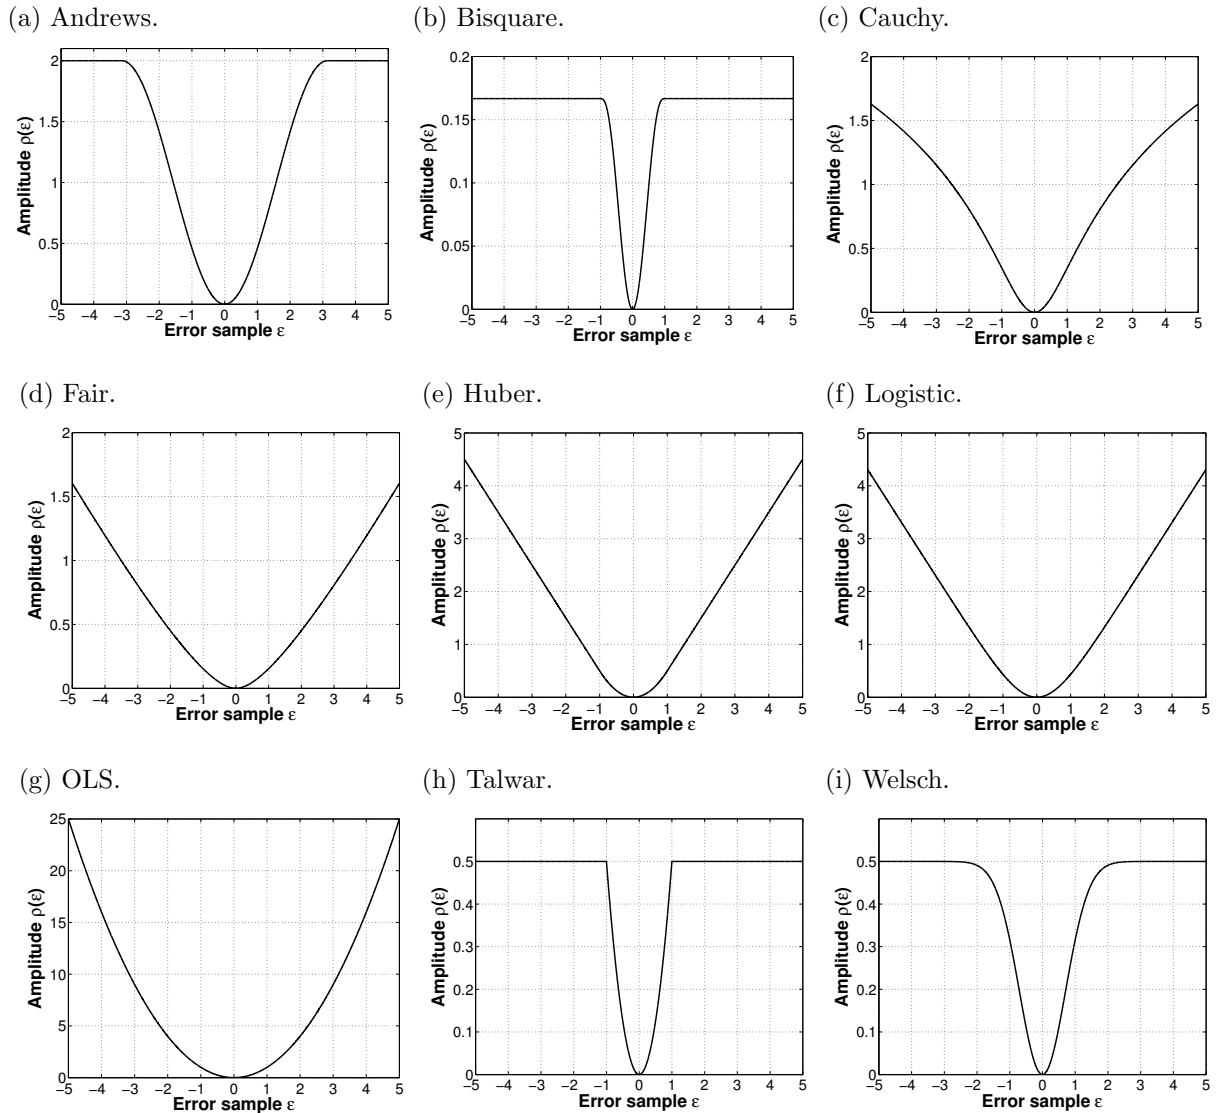 (a) Andrews.
2
1.5
1
0.5
0
Amplitude ρ(ε)
−5 −4 −3 −2 −1 0 1 2 3 4 5
Error sample ε
(b) Bisquare.
0.2
0.15
0.1
0.05
0
Amplitude ρ(ε)
−5 −4 −3 −2 −1 0 1 2 3 4 5
Error sample ε
(c) Cauchy.
2
1.5
1
0.5
0
Amplitude ρ(ε)
−5 −4 −3 −2 −1 0 1 2 3 4 5
Error sample ε
(d) Fair.
2
1.5
1
0.5
0
Amplitude ρ(ε)
−5 −4 −3 −2 −1 0 1 2 3 4 5
Error sample ε
(e) Huber.
5
4
3
2
1
0
Amplitude ρ(ε)
−5 −4 −3 −2 −1 0 1 2 3 4 5
Error sample ε
(f) Logistic.
5
4
3
2
1
0
Amplitude ρ(ε)
−5 −4 −3 −2 −1 0 1 2 3 4 5
Error sample ε
(g) OLS.
25
20
15
10
5
0
Amplitude ρ(ε)
−5 −4 −3 −2 −1 0 1 2 3 4 5
Error sample ε
(h) Talwar.
0.5
0.4
0.3
0.2
0.1
0
Amplitude ρ(ε)
−5 −4 −3 −2 −1 0 1 2 3 4 5
Error sample ε
(i) Welsch.
0.5
0.4
0.3
0.2
0.1
0
Amplitude ρ(ε)
−5 −4 −3 −2 −1 0 1 2 3 4 5
Error sample ε